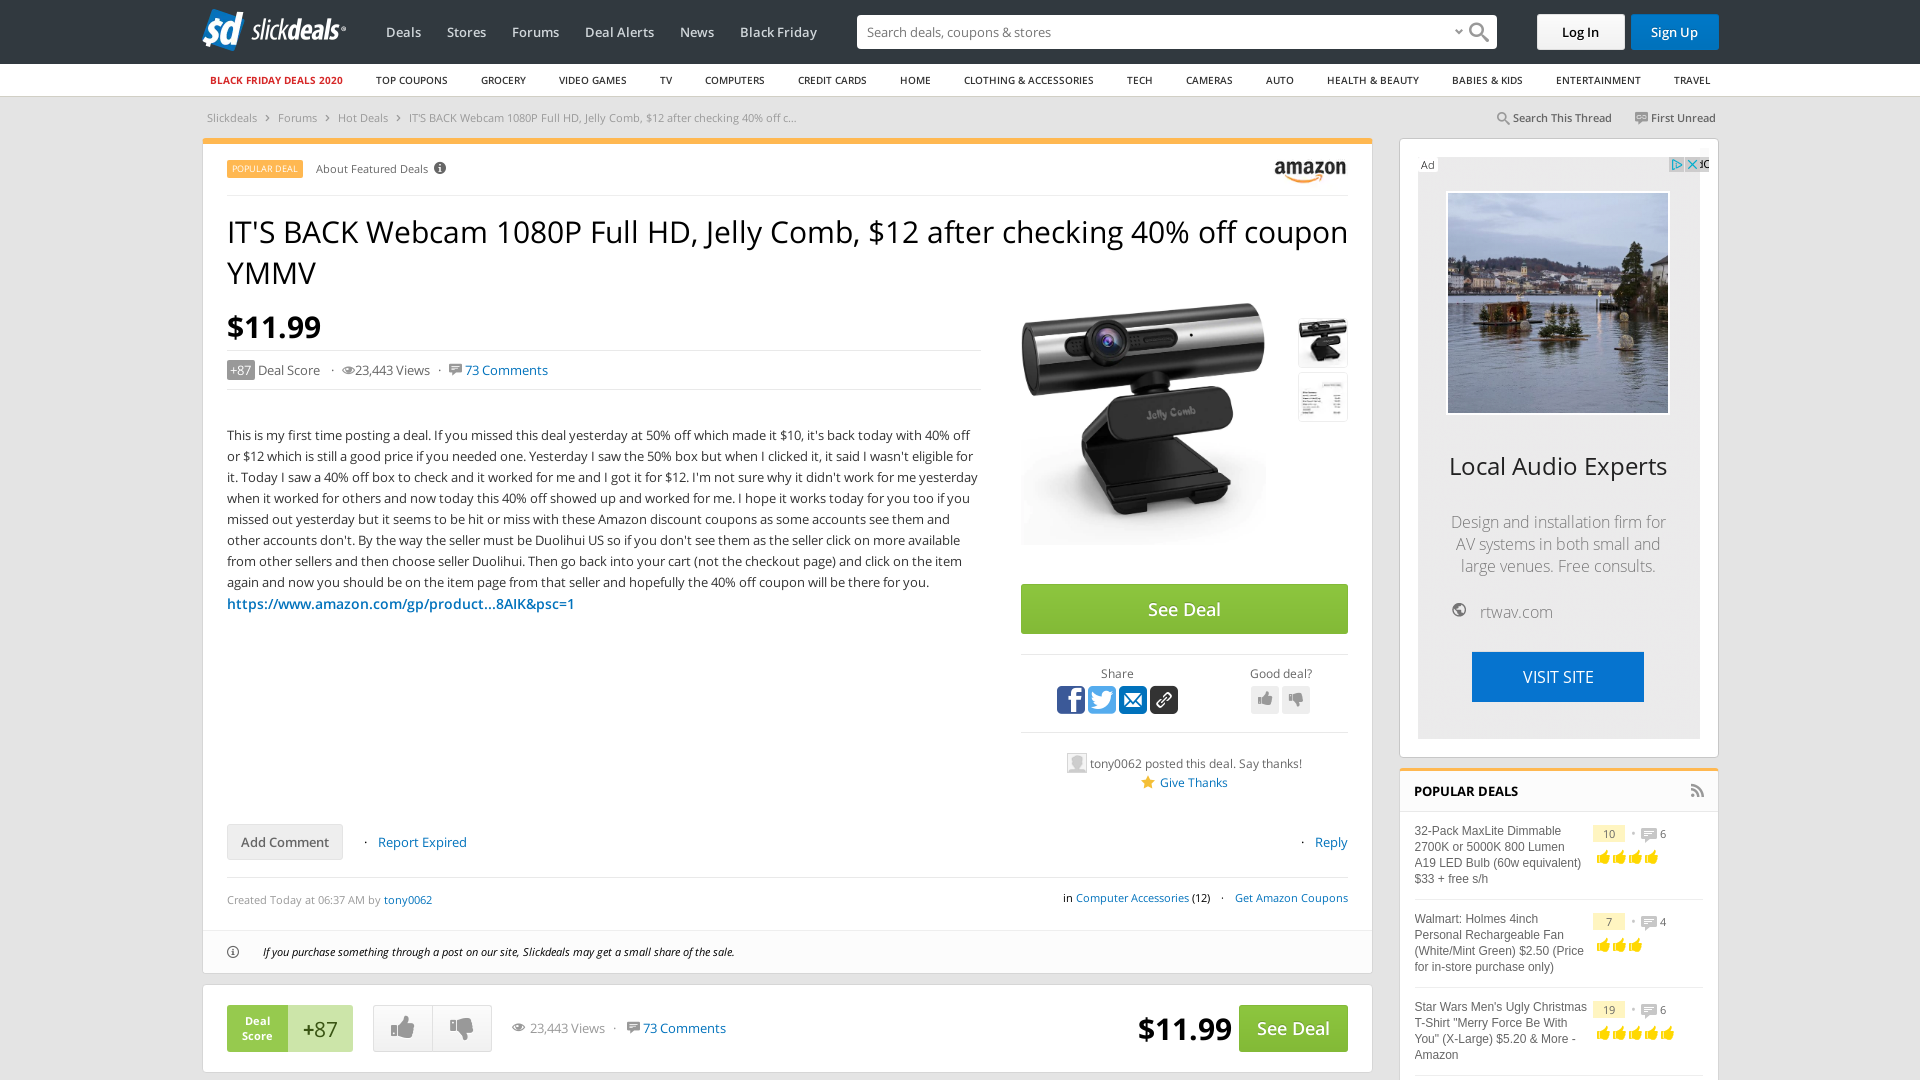 sd slickdeals
Deals Stores Forums Deal Alerts News Black Friday
Search deals, coupons & shares
Log In
Sign Up
BLACK FRIDAY DEALS 2020 TOP COUPONS GROCERY VIDEO GAMES TV COMPUTERS CREDIT CARDS HOME CLOTHING & ACCESSORIES TECH CAMERAS AUTO HEALTH & BEAUTY BABIES & KIDS ENTERTAINMENT TRAVEL
Slickdeals › Forums › Hot Deals › IT'S BACK Webcam 1080P Full HD, Jelly Comb, $12 after checking 40% off c...
Search This Thread First Unread
POPULAR DEAL About Featured Deals
amazon
IT'S BACK Webcam 1080P Full HD, Jelly Comb, $12 after checking 40% off coupon
YMMV
$11.99
+87 Deal Score · 23,443 Views · 73 Comments
This is my first time posting a deal. If you missed this deal yesterday at 50% off which made it $10, it's back today with 40% off
or $12 which is still a good price if you needed one. Yesterday I saw the 50% box but when I clicked it, it said I wasn't eligible for
it. Today I saw a 40% off box to check and it worked for me and I got it for $12. I'm not sure why it didn't work for me yesterday
when it worked for others and now today this 40% off showed up and worked for me. I hope it works today for you too if you
missed out yesterday but it seems to be hit or miss with these Amazon discount coupons as some accounts see them and
other accounts don't. By the way the seller must be Duolihui US so if you don't see them as the seller click on more available
from other sellers and then choose seller Duolihui. Then go back into your cart (not the checkout page) and click on the item
again and now you should be on the item page from that seller and hopefully the 40% off coupon will be there for you.
https://www.amazon.com/gp/product...8AIK&psc=1
Jelly Comb
See Deal
Share
Good deal?
tony0062 posted this deal. Say thanks!
Give Thanks
Add Comment · Report Expired
· Reply
Created Today at 06:37 AM by tony0062
in Computer Accessories (12) · Get Amazon Coupons
If you purchase something through a post on our site, Slickdeals may get a small share of the sale.
Deal
Score
+87
23,443 Views · 73 Comments
$11.99
See Deal
Ad
Local Audio Experts
Design and installation firm for
AV systems in both small and
large venues. Free consults.
rtwav.com
VISIT SITE
POPULAR DEALS
32-Pack MaxLite Dimmable
2700K or 5000K 800 Lumen
A19 LED Bulb (60w equivalent)
$33 + free s/h
10 • 6
Walmart: Holmes 4inch
Personal Rechargeable Fan
(White/Mint Green) $2.50 (Price
for in-store purchase only)
7 • 4
Star Wars Men's Ugly Christmas
T-Shirt "Merry Force Be With
You" (X-Large) $5.20 & More -
Amazon
19 • 6